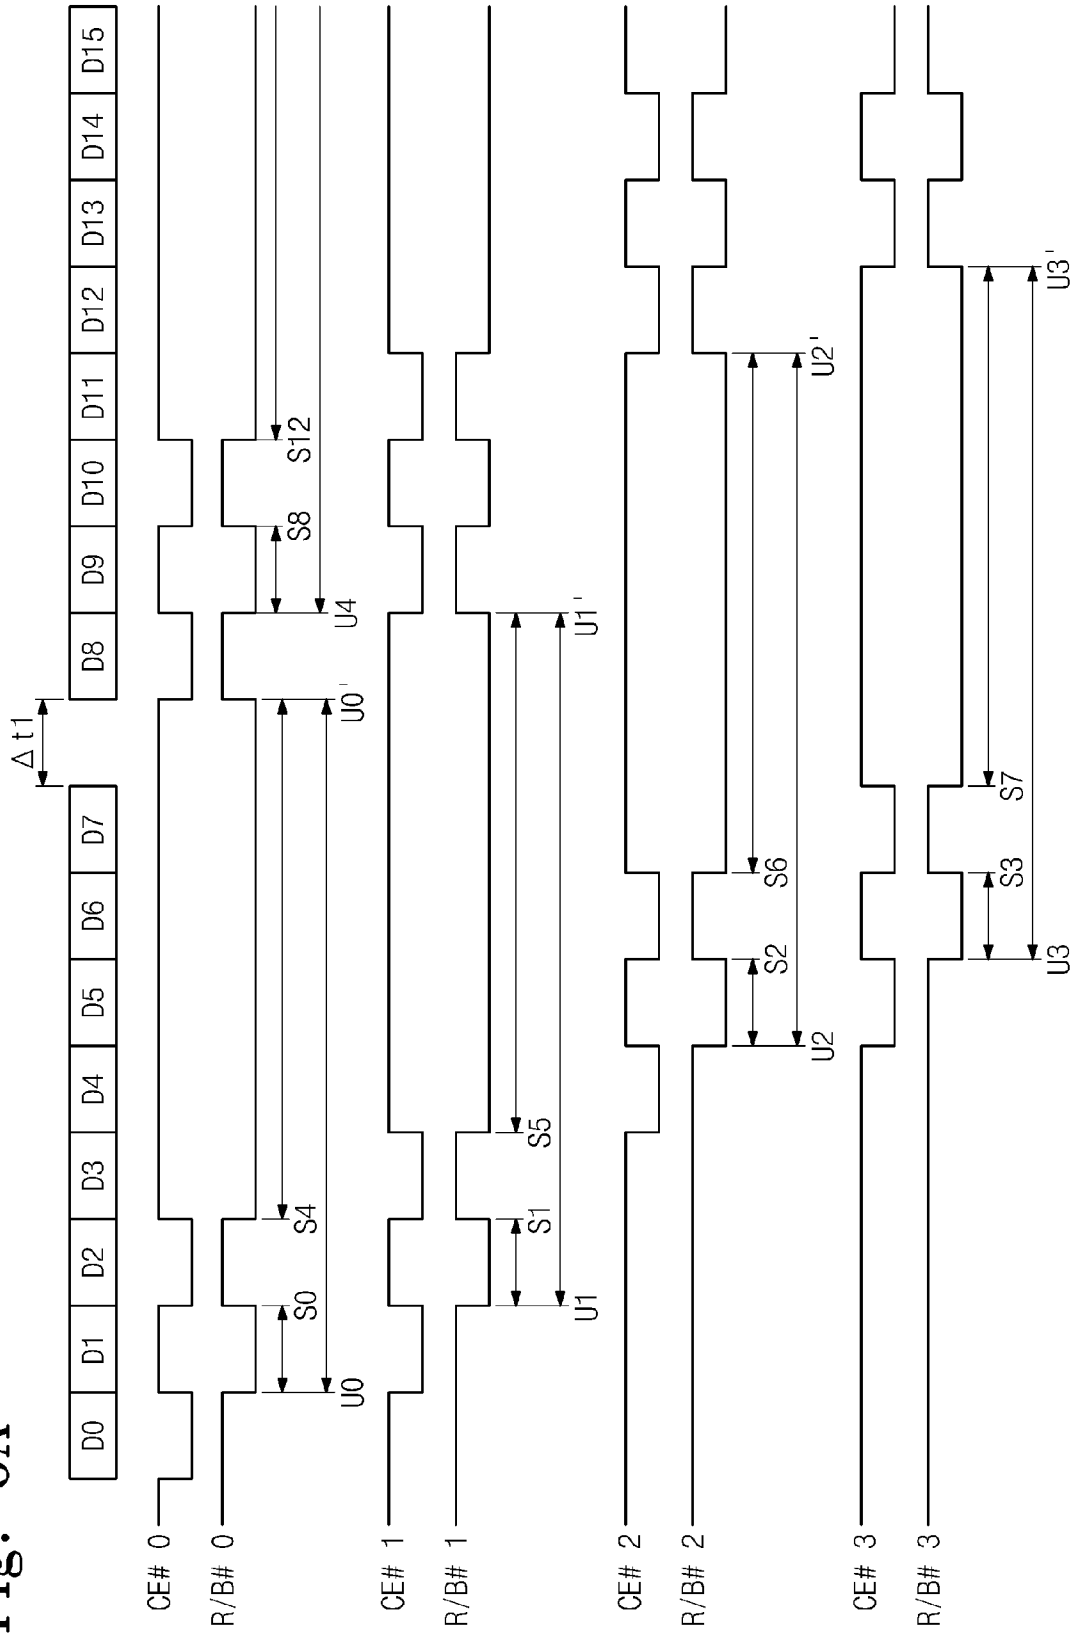 Fig.
Δt1
D0 D1 D2 D3 D4 D5 D6 D7 D8 D9 D10 D11 D12 D13 D14 D15
CE# 0
R/B# 0
S0 S4 S8 S12
U0 U0' U4
CE# 1
R/B# 1
S1 S5
U1 U1'
CE# 2
R/B# 2
S2 S6
U2 U2'
CE# 3
R/B# 3
S3 S7
U3 U3'